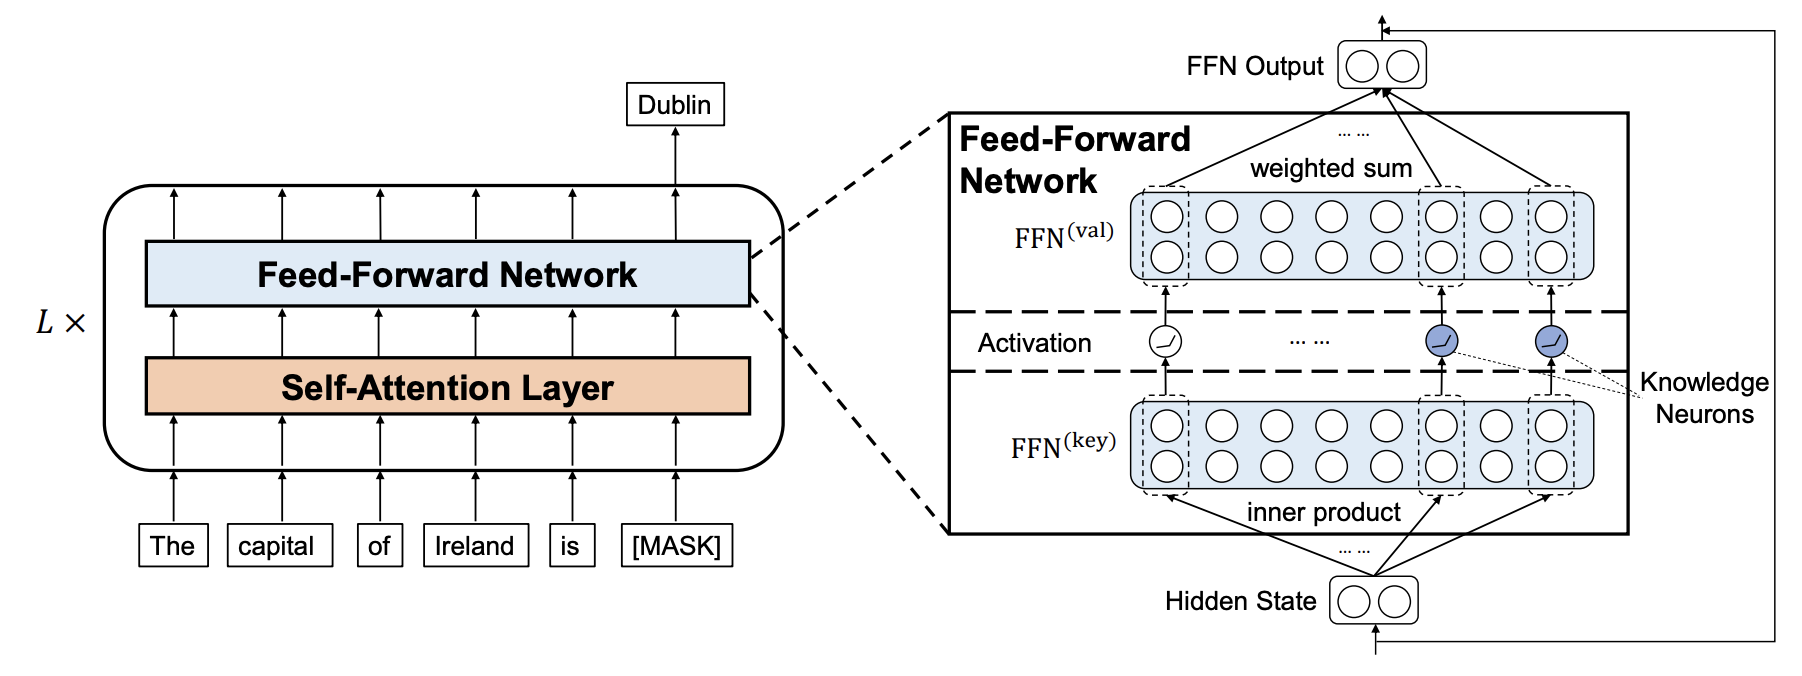 Dublin
Feed-Forward Network
L ×
Self-Attention Layer
The capital of Ireland is [MASK]
FFN Output
Feed-Forward
Network
... ...
weighted sum
FFN(val)
Activation
... ...
Knowledge
Neurons
FFN(key)
inner product
... ...
Hidden State